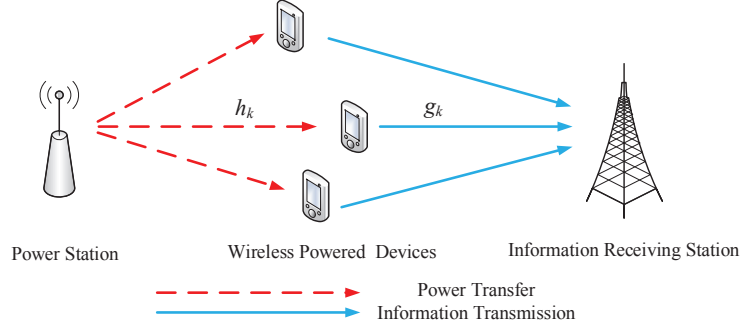 h_k
g_k
Power Station
Wireless Powered Devices
Information Receiving Station
Power Transfer
Information Transmission